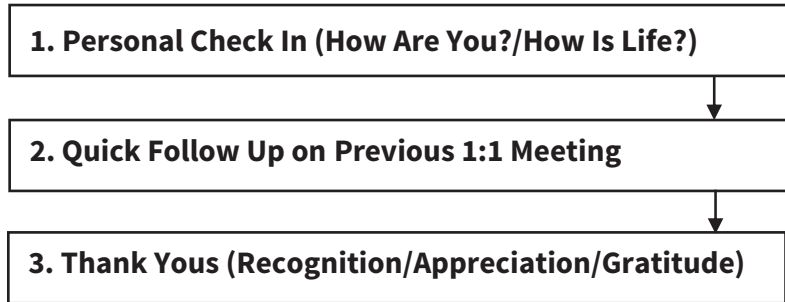 1. Personal Check In (How Are You?/How Is Life?)
2. Quick Follow Up on Previous 1:1 Meeting
3. Thank Yous (Recognition/Appreciation/Gratitude)